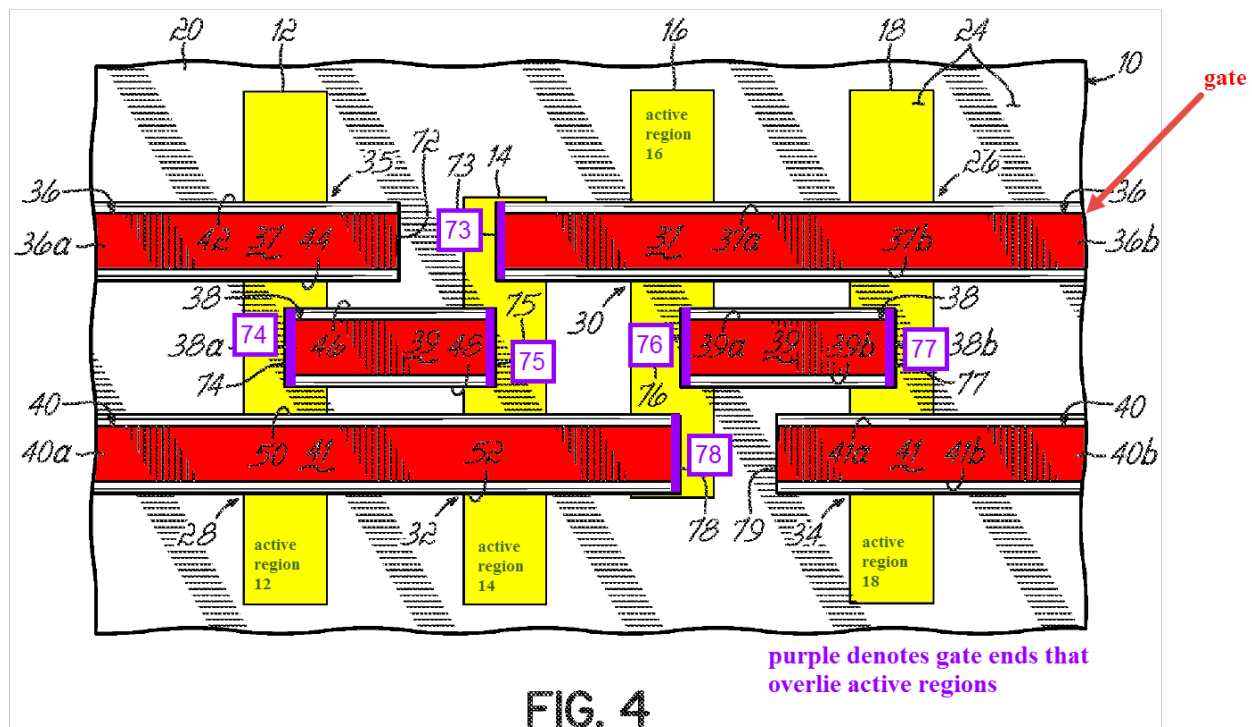 20 12 16 18 24
10
gate
active
region
16
72 35 73 14 26
36 36
73
36a 42 37 44 37 37a 37b 36b
38 75 30 38
74 38a 46 39 48 75 76 39a 39 39b 77 38b
74 76 77
40 40
40a 50 41 52 78 41a 41 41b 40b
28 32 78 79 34
active
region
12
active
region
14
active
region
18
purple denotes gate ends that
overlie active regions
FIG. 4